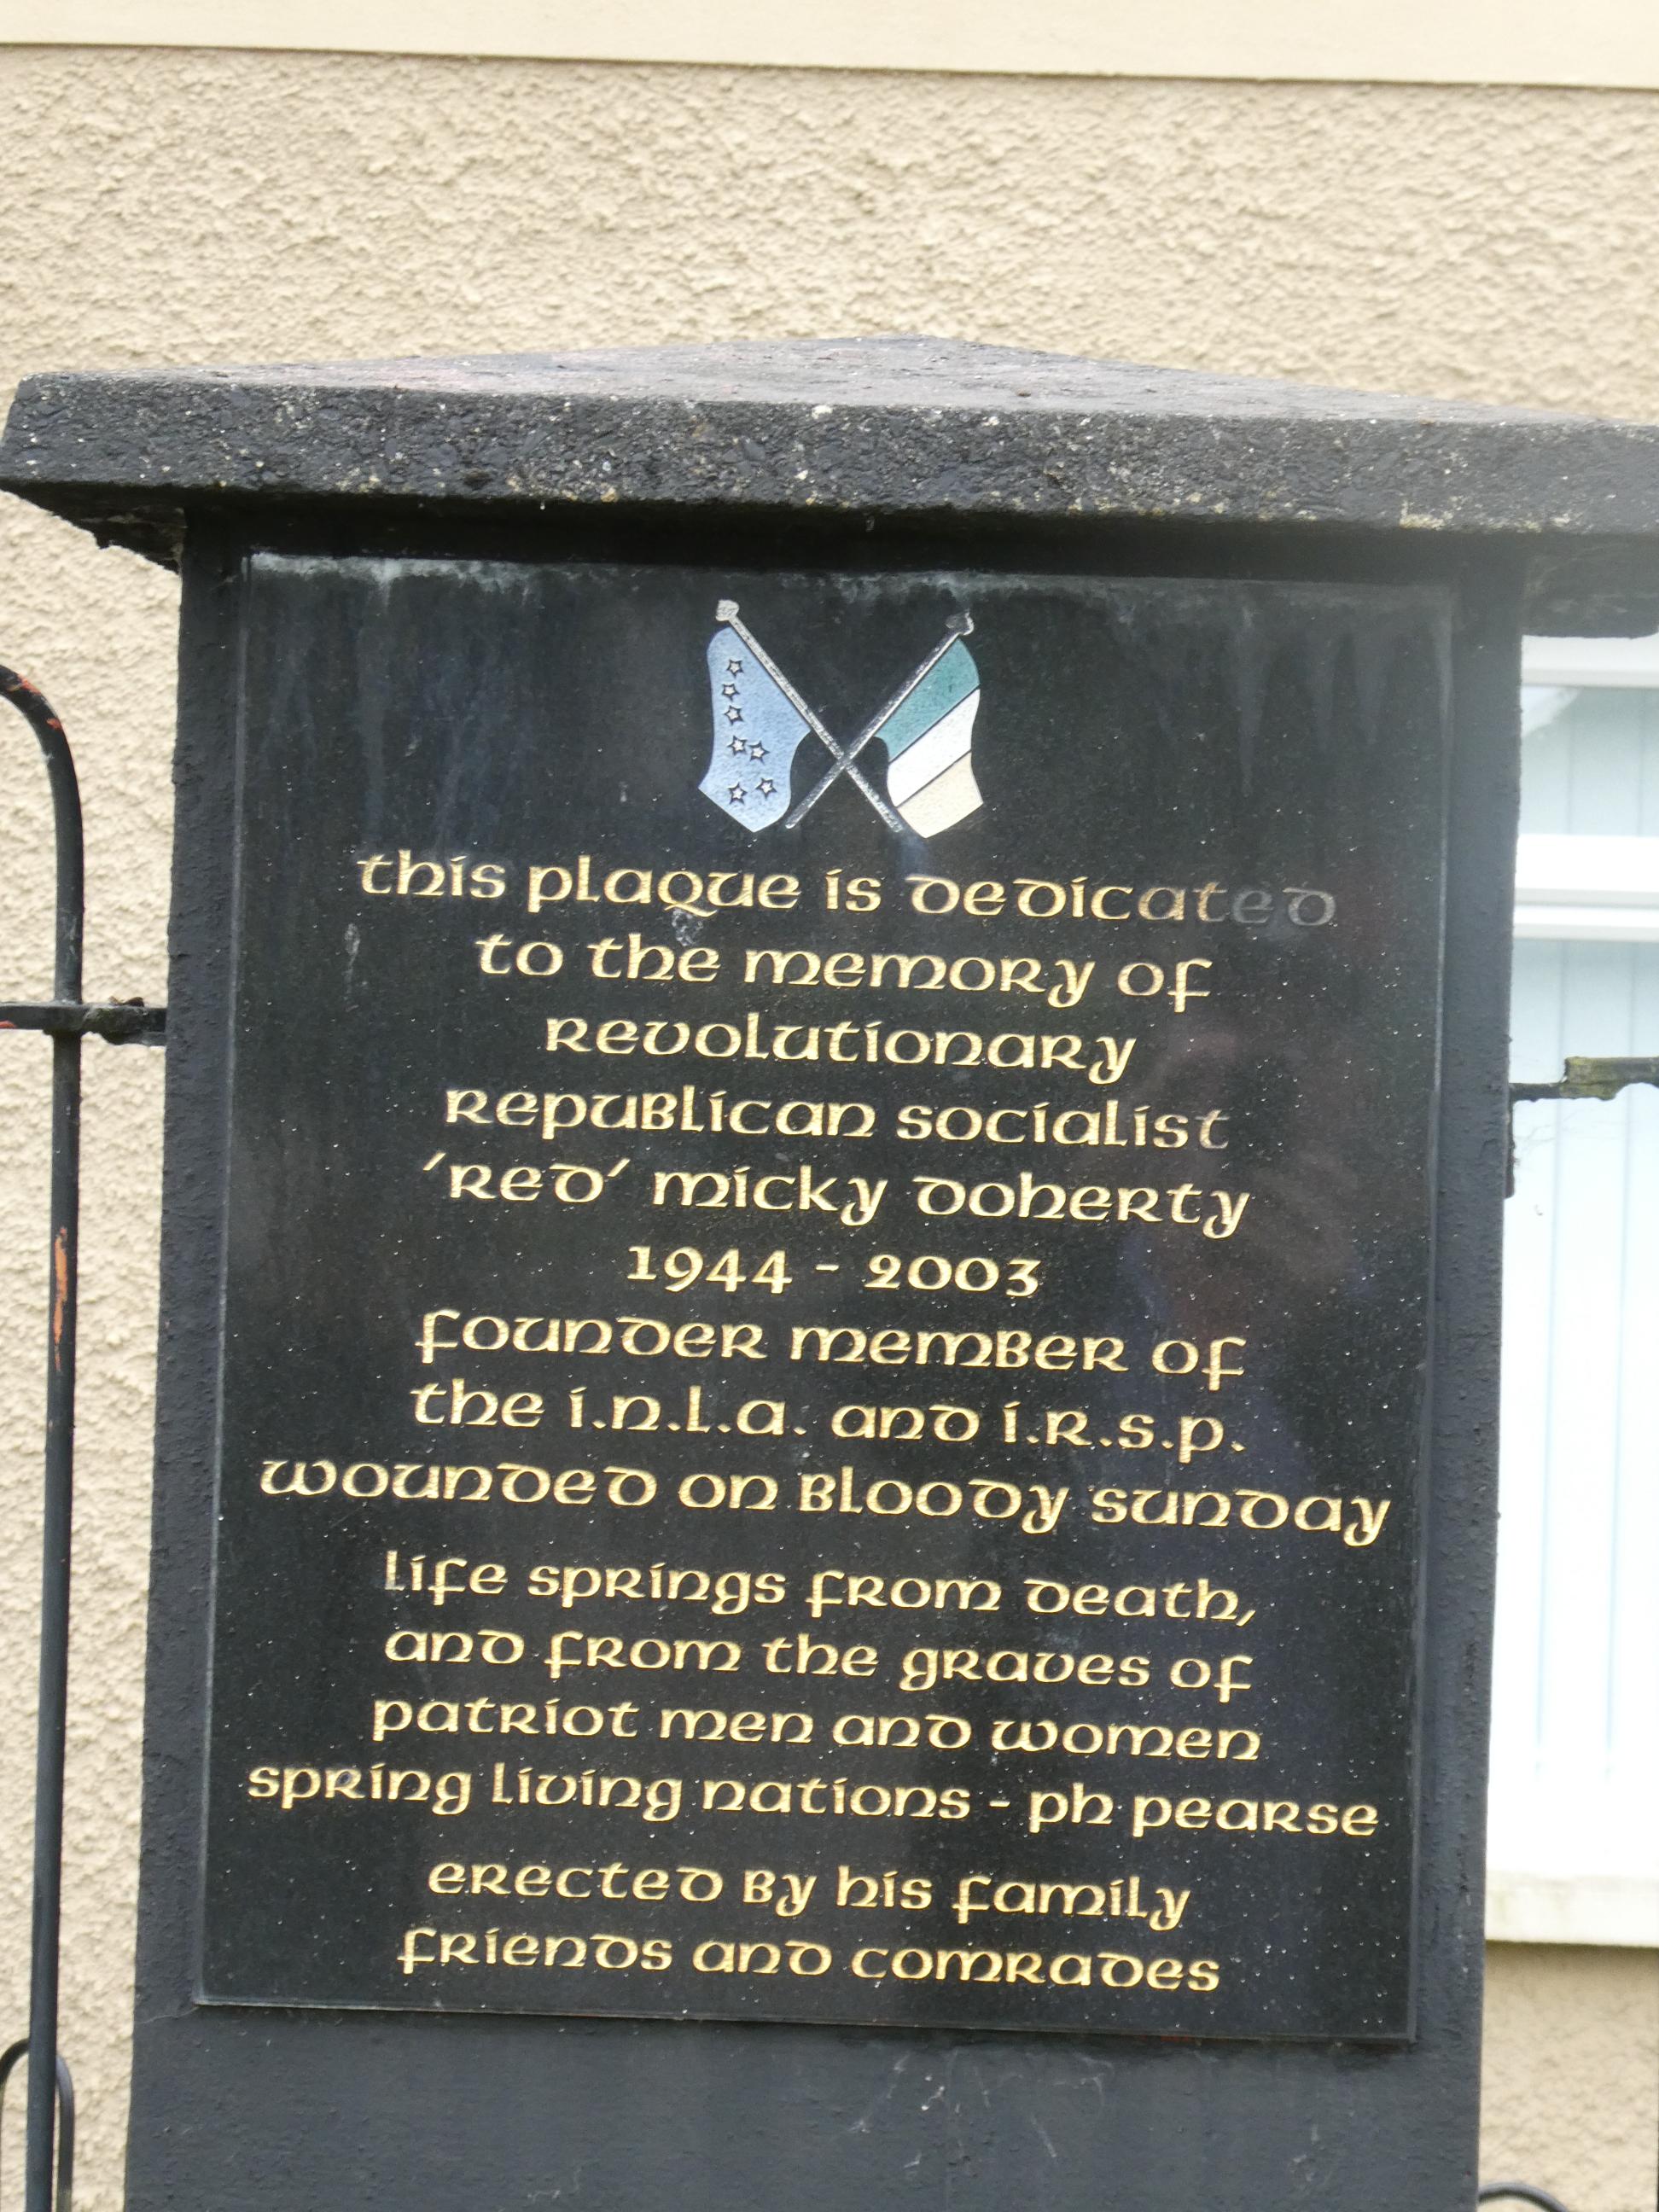 this plaque is dedicated
to the memory of
revolutionary
republican socialist
'red' micky doherty
1944 - 2003
founder member of
the i.n.l.a. and i.r.s.p.
wounded on bloody sunday
life springs from death,
and from the graves of
patriot men and women
spring living nations - ph pearse
erected by his family
friends and comrades